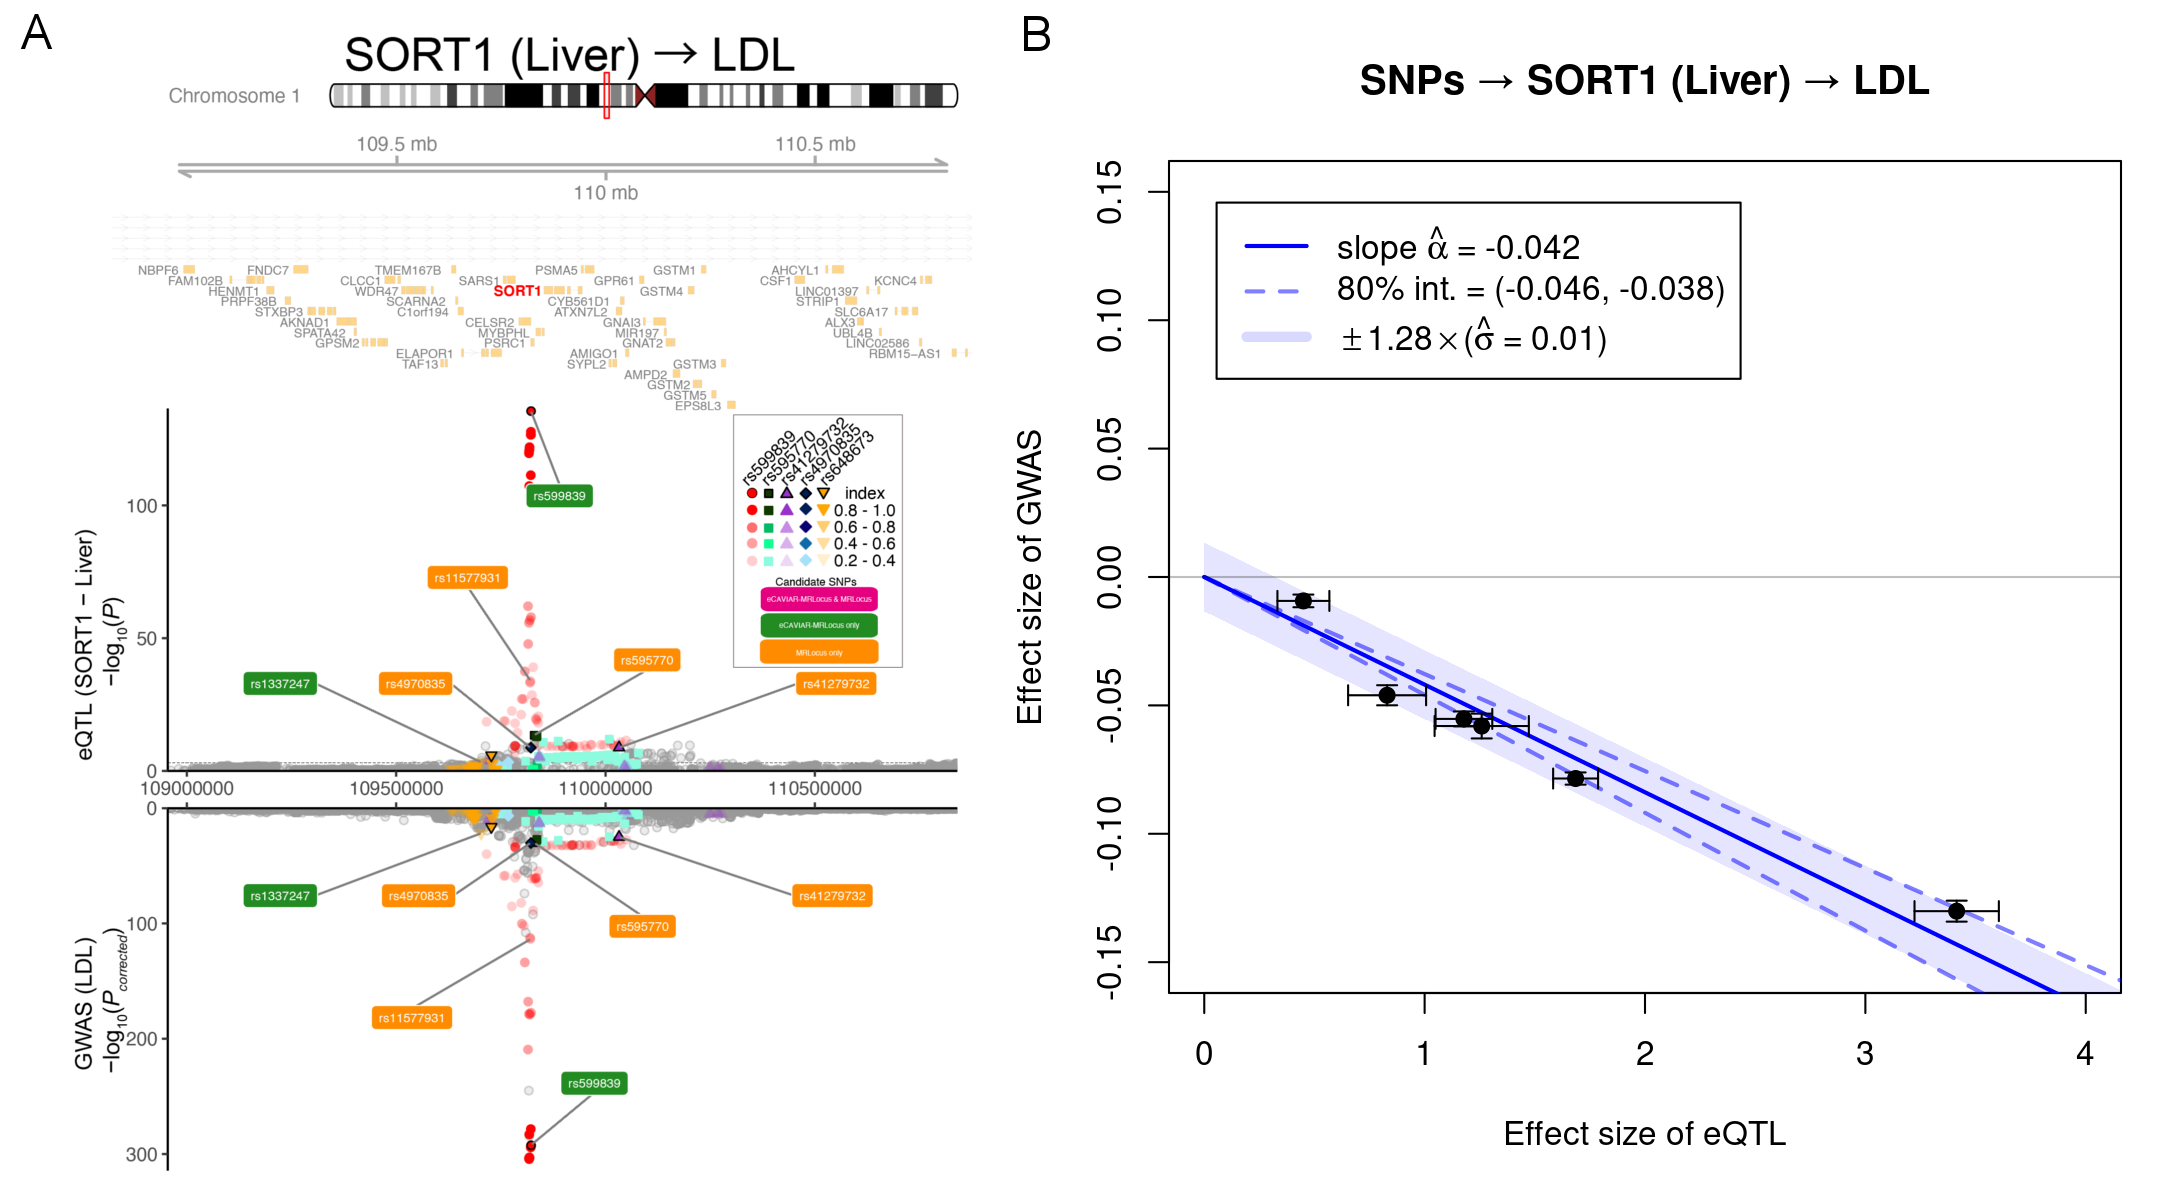 A
SORT1 (Liver) → LDL
Chromosome 1
109.5 mb
110.5 mb
110 mb
NBPF6 FNDC7 TMEM167B PSMA5 GSTM1 AHCYL1
FAM102B CLCC1 SARS1 GPR61 CSF1 KCNC4
HENMT1 WDR47 SORT1 GSTM4 LINC01397
PRPF38B SCARNA2 CYB561D1 STRIP1
STXBP3 C1orf194 ATXN7L2 SLC6A17
AKNAD1 CELSR2 GNAI3 ALX3
SPATA42 MYBPHL MIR197 UBL4B
GPSM2 PSRC1 GNAT2 LINC02586
ELAPOR1 AMIGO1 RBM15−AS1
TAF13 SYPL2 GSTM3
AMPD2
GSTM2
GSTM5
EPS8L3
eQTL (SORT1 − Liver)
−log10(P)
100
50
0
rs599839
rs11577931
rs595770
rs1337247
rs4970835
rs41279732
rs599839
rs595770
rs41279732
rs4970835
rs648673
index
0.8 - 1.0
0.6 - 0.8
0.4 - 0.6
0.2 - 0.4
Candidate SNPs
eCAVIAR-MRLocus & MRLocus
eCAVIAR-MRLocus only
MRLocus only
109000000 109500000 110000000 110500000
GWAS (LDL)
−log10(Pcorrected)
0
100
200
300
rs1337247
rs4970835
rs41279732
rs595770
rs11577931
rs599839
B
SNPs → SORT1 (Liver) → LDL
Effect size of GWAS
0.15
0.10
0.05
0.00
-0.05
-0.10
-0.15
slope α̂ = -0.042
80% int. = (-0.046, -0.038)
±1.28×(σ̂ = 0.01)
0 1 2 3 4
Effect size of eQTL